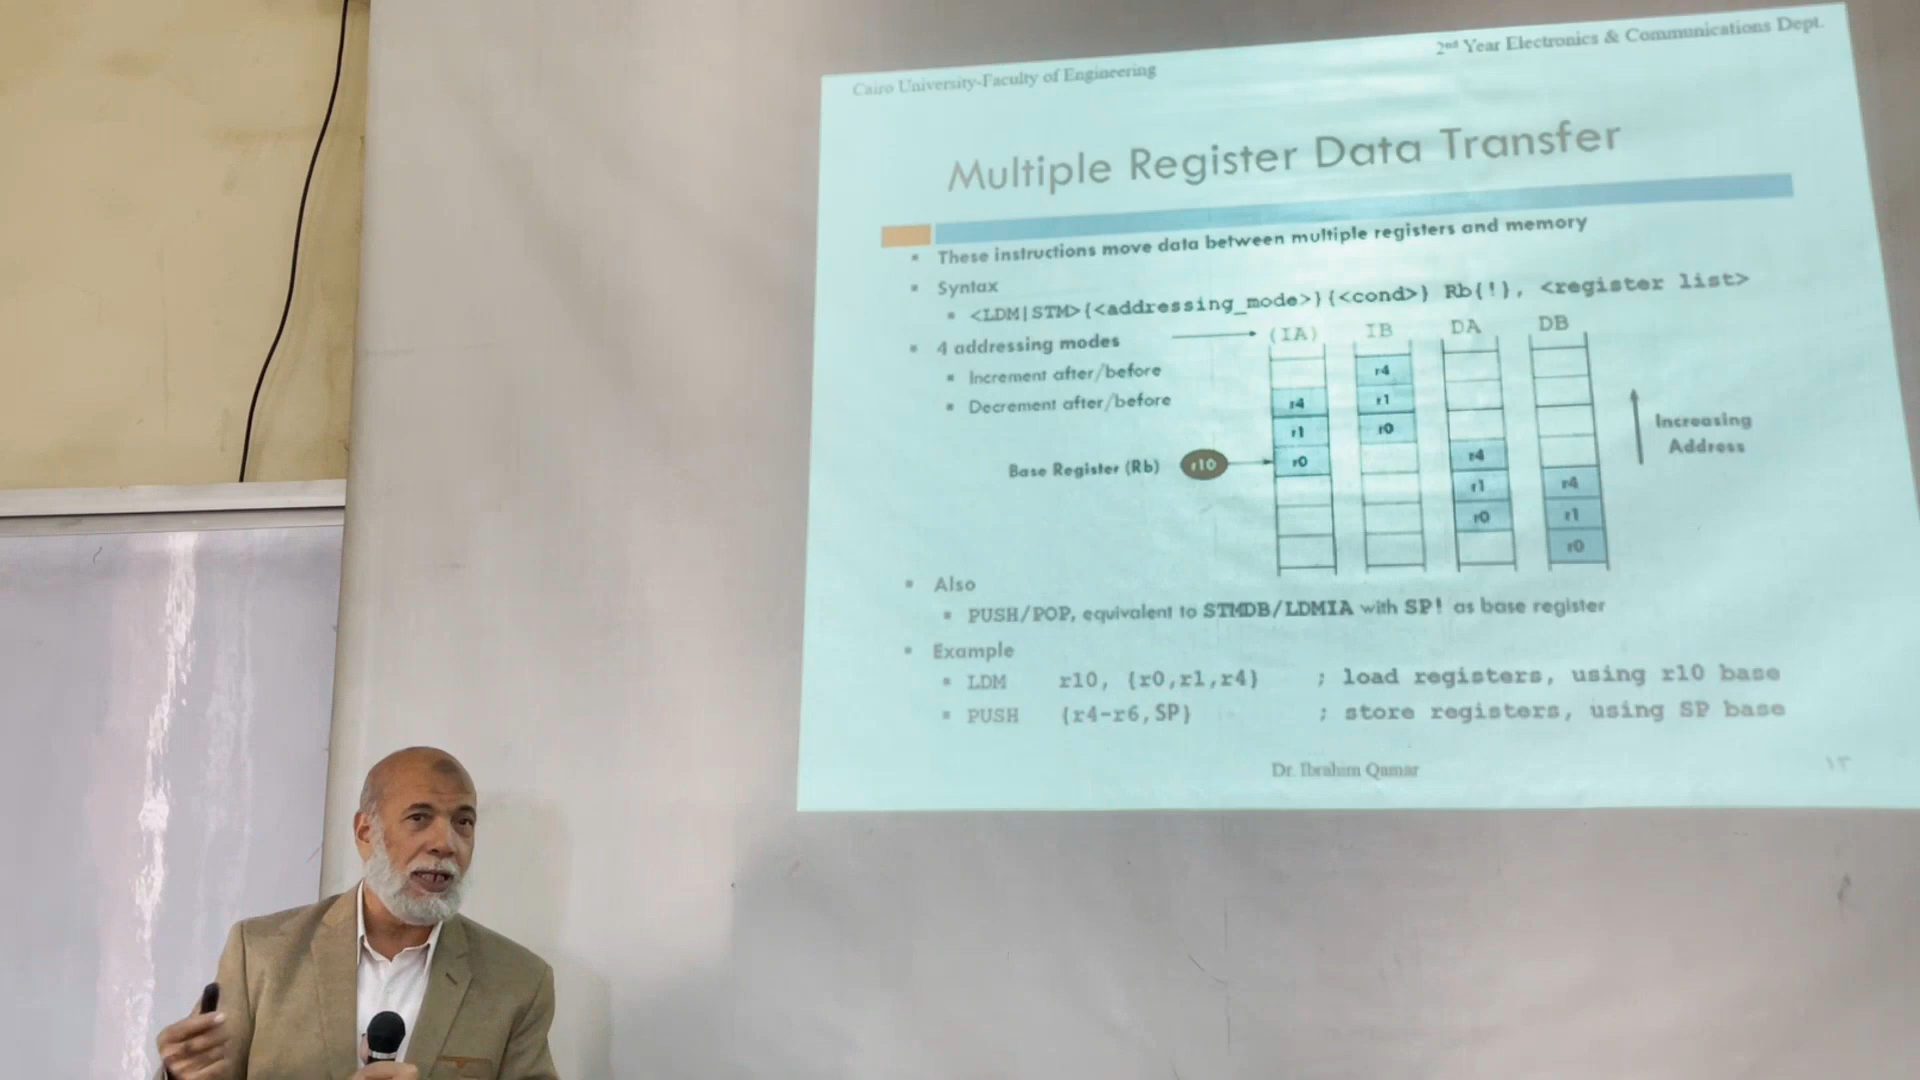 Cairo University-Faculty of Engineering
2nd Year Electronics & Communications Dept.
Multiple Register Data Transfer
These instructions move data between multiple registers and memory
Syntax
<LDM|STM>{<addressing_mode>}{<cond>} Rb{!}, <register list>
4 addressing modes
Increment after/before
Decrement after/before
(IA) IB DA DB
r4
r1
r0
r4
r1
r0
r4
r1
r0
r4
r1
r0
Increasing
Address
Base Register (Rb) r10
Also
PUSH/POP, equivalent to STMDB/LDMIA with SP! as base register
Example
LDM r10, {r0,r1,r4} ; load registers, using r10 base
PUSH {r4-r6,SP} ; store registers, using SP base
Dr. Ibrahim Qamar
١٣